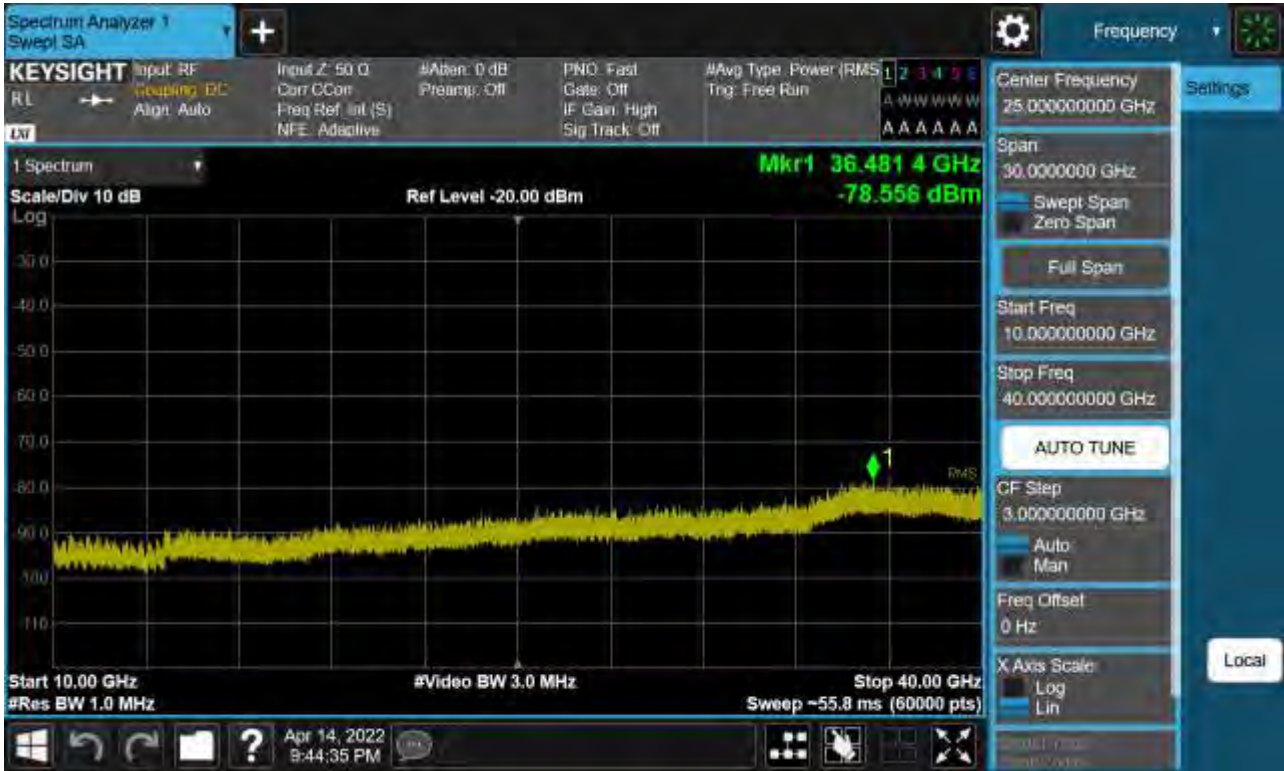 Spectrum Analyzer 1
Swept SA
Frequency
KEYSIGHT
RL
LXI
Input: RF
Coupling: DC
Align: Auto
Input Z: 50 Ω
Corr CCorr
Freq Ref: Int (S)
NFE: Adaptive
#Atten: 0 dB
Preamp: Off
PNO: Fast
Gate: Off
IF Gain: High
Sig Track: Off
#Avg Type: Power (RMS
Trig: Free Run
1 2 3 4 5 6
A W W W W W
A A A A A A
1 Spectrum
Scale/Div 10 dB
Ref Level -20.00 dBm
Mkr1 36.481 4 GHz
-78.556 dBm
Log
-30.0
-40.0
-50.0
-60.0
-70.0
-80.0
-90.0
-100
-110
1
RMS
Start 10.00 GHz
#Res BW 1.0 MHz
#Video BW 3.0 MHz
Stop 40.00 GHz
Sweep ~55.8 ms (60000 pts)
Apr 14, 2022
9:44:35 PM
Center Frequency
25.000000000 GHz
Span
30.0000000 GHz
Swept Span
Zero Span
Full Span
Start Freq
10.000000000 GHz
Stop Freq
40.000000000 GHz
AUTO TUNE
CF Step
3.000000000 GHz
Auto
Man
Freq Offset
0 Hz
X Axis Scale
Log
Lin
Settings
Local